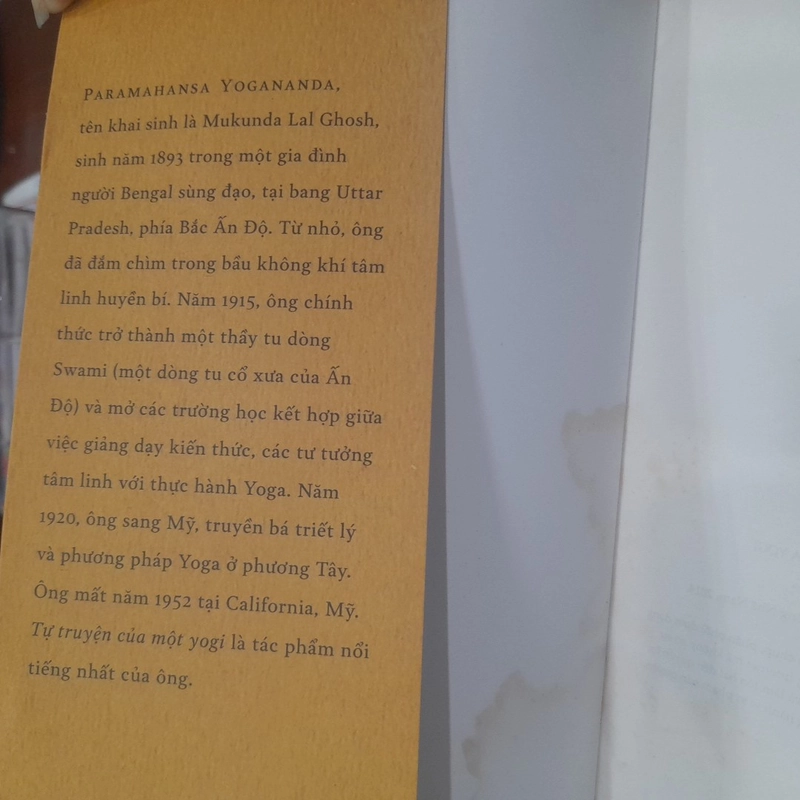 PARAMAHANSA YOGANANDA,
tên khai sinh là Mukunda Lal Ghosh,
sinh năm 1893 trong một gia đình
người Bengal sùng đạo, tại bang Uttar
Pradesh, phía Bắc Ấn Độ. Từ nhỏ, ông
đã đắm chìm trong bầu không khí tâm
linh huyền bí. Năm 1915, ông chính
thức trở thành một thầy tu dòng
Swami (một dòng tu cổ xưa của Ấn
Độ) và mở các trường học kết hợp giữa
việc giảng dạy kiến thức, các tư tưởng
tâm linh với thực hành Yoga. Năm
1920, ông sang Mỹ, truyền bá triết lý
và phương pháp Yoga ở phương Tây.
Ông mất năm 1952 tại California, Mỹ.
Tự truyện của một yogi là tác phẩm nổi
tiếng nhất của ông.